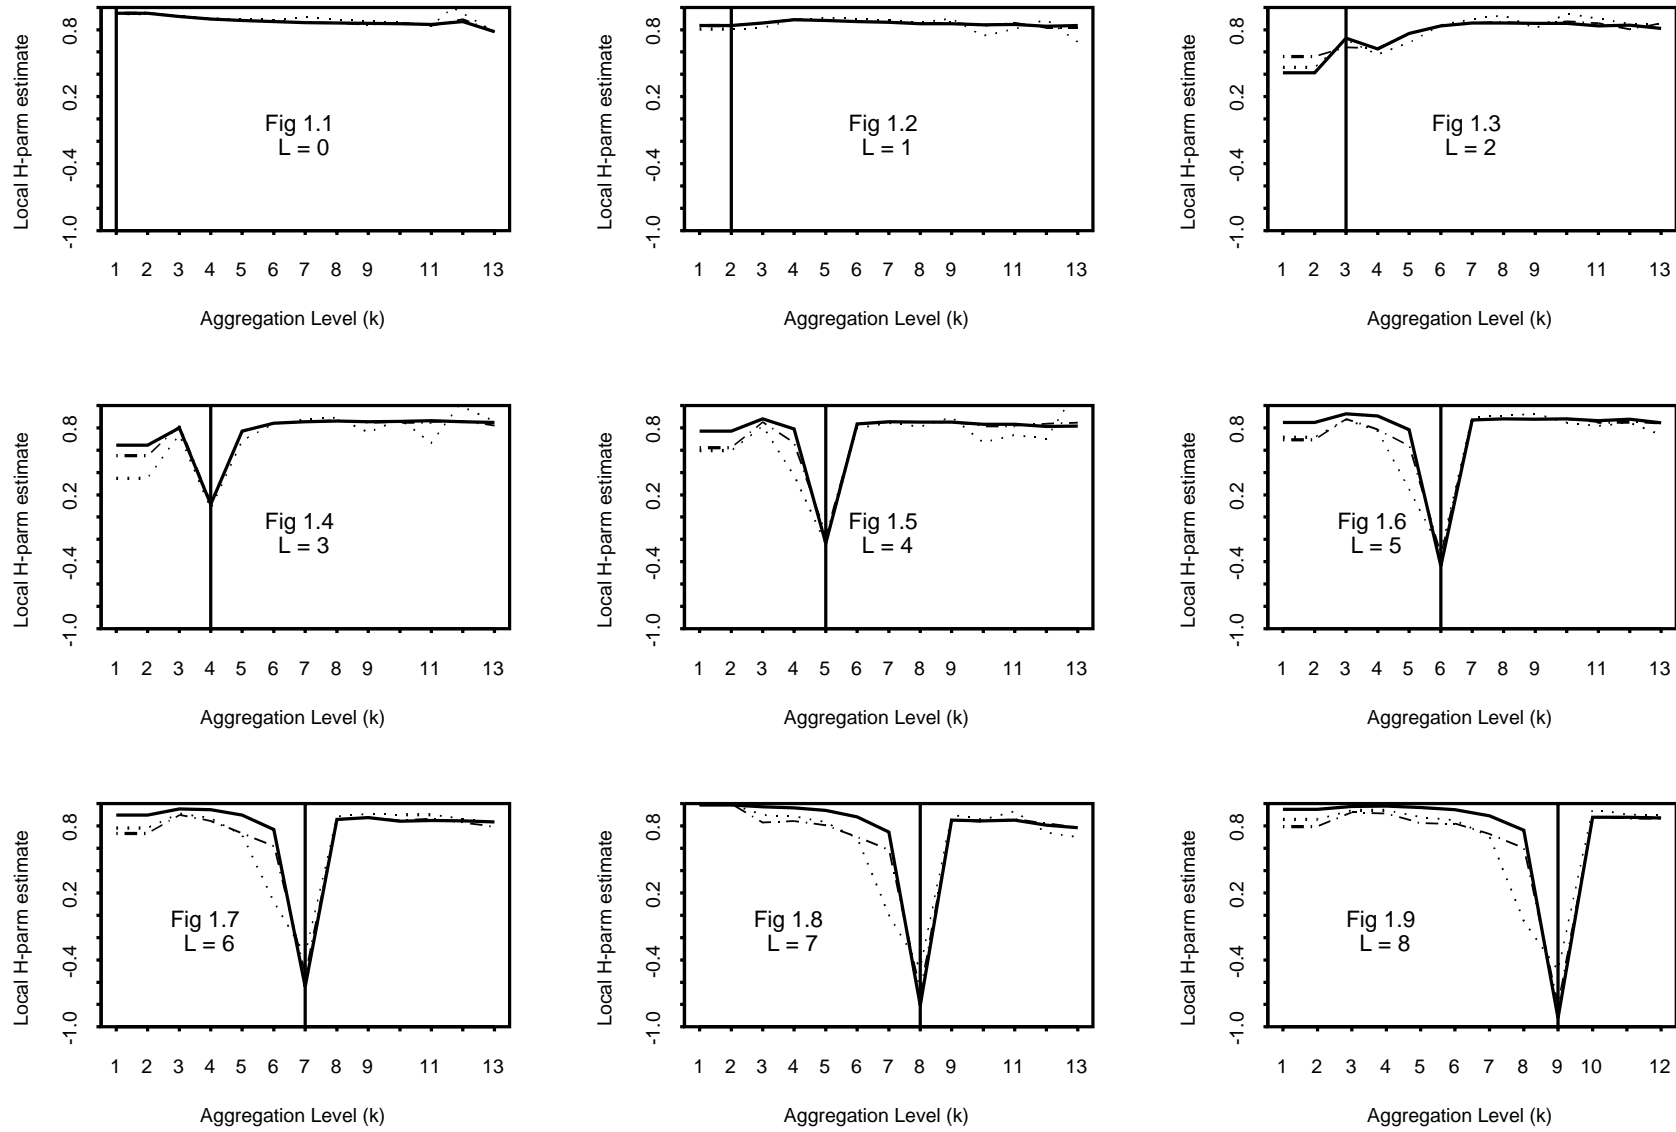 Local H-parm estimate
0.8
0.2
-0.4
-1.0
Fig 1.1
L = 0
1 2 3 4 5 6 7 8 9 11 13
Aggregation Level (k)
Local H-parm estimate
0.8
0.2
-0.4
-1.0
Fig 1.2
L = 1
1 2 3 4 5 6 7 8 9 11 13
Aggregation Level (k)
Local H-parm estimate
0.8
0.2
-0.4
-1.0
Fig 1.3
L = 2
1 2 3 4 5 6 7 8 9 11 13
Aggregation Level (k)
Local H-parm estimate
0.8
0.2
-0.4
-1.0
Fig 1.4
L = 3
1 2 3 4 5 6 7 8 9 11 13
Aggregation Level (k)
Local H-parm estimate
0.8
0.2
-0.4
-1.0
Fig 1.5
L = 4
1 2 3 4 5 6 7 8 9 11 13
Aggregation Level (k)
Local H-parm estimate
0.8
0.2
-0.4
-1.0
Fig 1.6
L = 5
1 2 3 4 5 6 7 8 9 11 13
Aggregation Level (k)
Local H-parm estimate
0.8
0.2
-0.4
-1.0
Fig 1.7
L = 6
1 2 3 4 5 6 7 8 9 11 13
Aggregation Level (k)
Local H-parm estimate
0.8
0.2
-0.4
-1.0
Fig 1.8
L = 7
1 2 3 4 5 6 7 8 9 11 13
Aggregation Level (k)
Local H-parm estimate
0.8
0.2
-0.4
-1.0
Fig 1.9
L = 8
1 2 3 4 5 6 7 8 9 10 12
Aggregation Level (k)